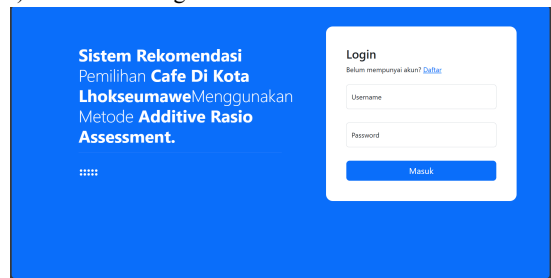 Sistem Rekomendasi
Pemilihan Cafe Di Kota
LhokseumaweMenggunakan
Metode Additive Rasio
Assessment.
Login
Belum mempunyai akun? Daftar
Username
Password
Masuk